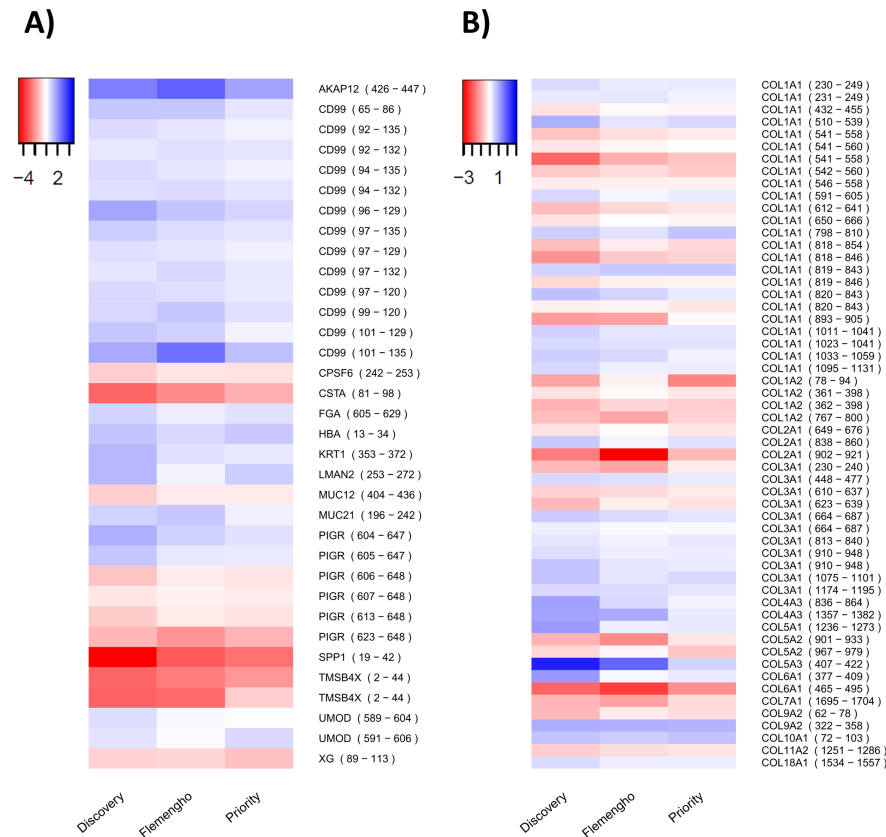 A)
−4 2
AKAP12 (426 − 447)
CD99 (65 − 86)
CD99 (92 − 135)
CD99 (92 − 132)
CD99 (94 − 135)
CD99 (94 − 132)
CD99 (96 − 129)
CD99 (97 − 135)
CD99 (97 − 129)
CD99 (97 − 132)
CD99 (97 − 120)
CD99 (99 − 120)
CD99 (101 − 129)
CD99 (101 − 135)
CPSF6 (242 − 253)
CSTA (81 − 98)
FGA (605 − 629)
HBA (13 − 34)
KRT1 (353 − 372)
LMAN2 (253 − 272)
MUC12 (404 − 436)
MUC21 (196 − 242)
PIGR (604 − 647)
PIGR (605 − 647)
PIGR (606 − 648)
PIGR (607 − 648)
PIGR (613 − 648)
PIGR (623 − 648)
SPP1 (19 − 42)
TMSB4X (2 − 44)
TMSB4X (2 − 44)
UMOD (589 − 604)
UMOD (591 − 606)
XG (89 − 113)
Discovery Flemengho Priority
B)
−3 1
COL1A1 (230 − 249)
COL1A1 (231 − 249)
COL1A1 (432 − 455)
COL1A1 (510 − 539)
COL1A1 (541 − 558)
COL1A1 (541 − 560)
COL1A1 (541 − 558)
COL1A1 (542 − 560)
COL1A1 (546 − 558)
COL1A1 (591 − 605)
COL1A1 (612 − 641)
COL1A1 (650 − 666)
COL1A1 (798 − 810)
COL1A1 (818 − 854)
COL1A1 (818 − 846)
COL1A1 (819 − 843)
COL1A1 (819 − 846)
COL1A1 (820 − 843)
COL1A1 (820 − 843)
COL1A1 (893 − 905)
COL1A1 (1011 − 1041)
COL1A1 (1023 − 1041)
COL1A1 (1033 − 1059)
COL1A1 (1095 − 1131)
COL1A2 (78 − 94)
COL1A2 (361 − 398)
COL1A2 (362 − 398)
COL1A2 (767 − 800)
COL2A1 (649 − 676)
COL2A1 (838 − 860)
COL2A1 (902 − 921)
COL3A1 (230 − 240)
COL3A1 (448 − 477)
COL3A1 (610 − 637)
COL3A1 (623 − 639)
COL3A1 (664 − 687)
COL3A1 (664 − 687)
COL3A1 (813 − 840)
COL3A1 (910 − 948)
COL3A1 (910 − 948)
COL3A1 (1075 − 1101)
COL3A1 (1174 − 1195)
COL4A3 (836 − 864)
COL4A3 (1357 − 1382)
COL5A1 (1236 − 1273)
COL5A2 (901 − 933)
COL5A2 (967 − 979)
COL5A3 (407 − 422)
COL6A1 (377 − 409)
COL6A1 (465 − 495)
COL7A1 (1695 − 1704)
COL9A2 (62 − 78)
COL9A2 (322 − 358)
COL10A1 (72 − 103)
COL11A2 (1251 − 1286)
COL18A1 (1534 − 1557)
Discovery Flemengho Priority